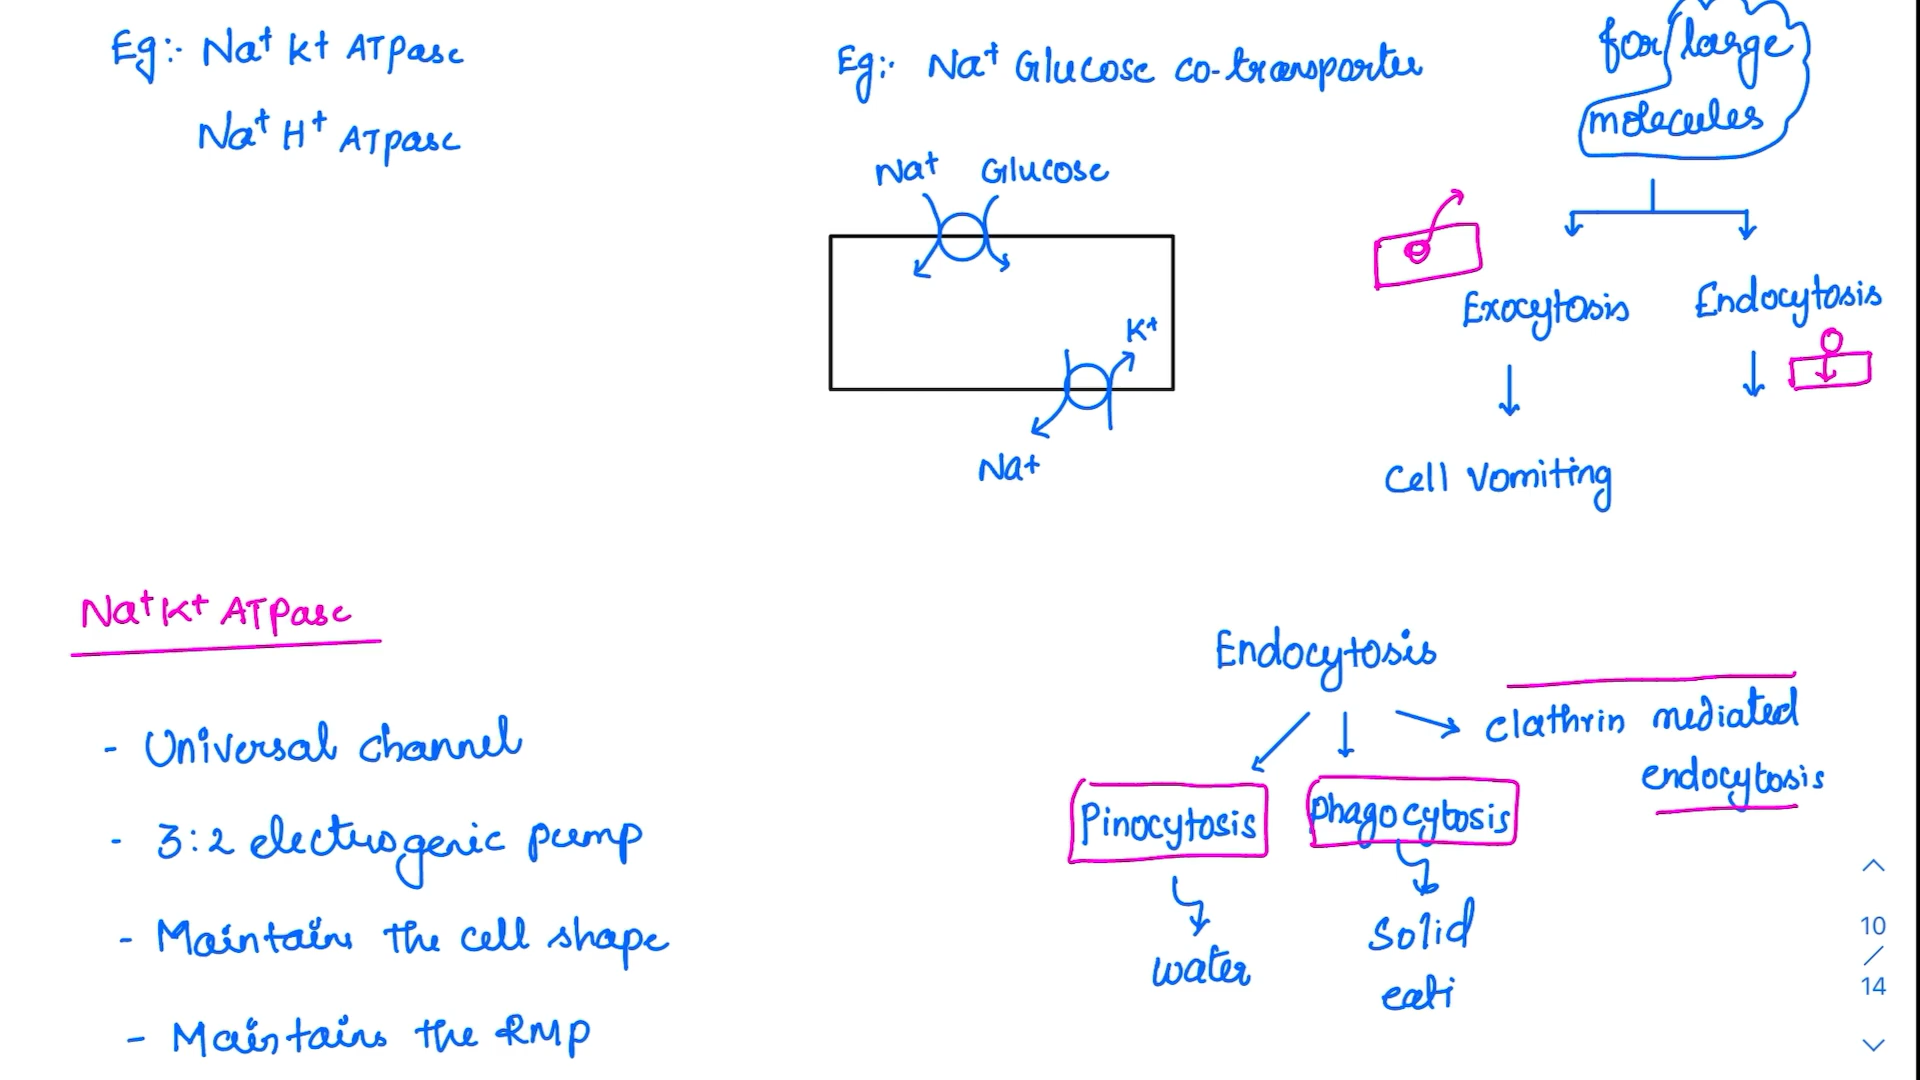 Eg:- Na+ K+ ATPase
Na+ H+ ATPase
Eg:- Na+ Glucose co-transporter
Na+ Glucose
K+
Na+
for large
molecules
Exocytosis
Endocytosis
Cell Vomiting
Na+ K+ ATPase
- Universal channel
- 3:2 electrogenic pump
- Maintains the cell shape
- Maintains the RMP
Endocytosis
Clathrin mediated
endocytosis
Pinocytosis
Phagocytosis
water
Solid
10
/
14